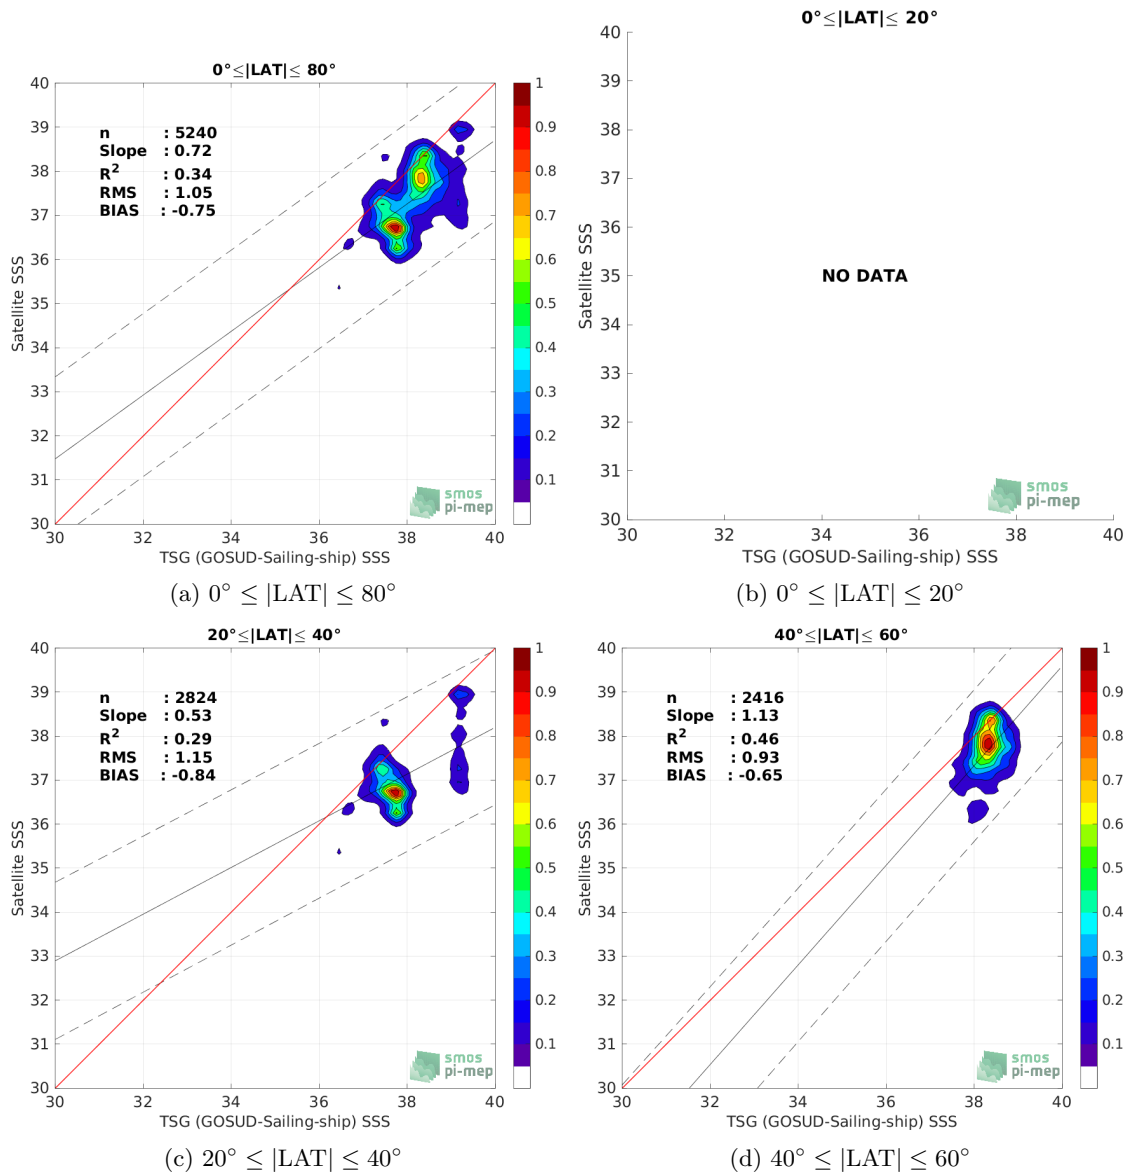 0°≤|LAT|≤ 80°
n : 5240
Slope : 0.72
R² : 0.34
RMS : 1.05
BIAS : -0.75
40
39
38
37
36
35
34
33
32
31
30
Satellite SSS
30 32 34 36 38 40
TSG (GOSUD-Sailing-ship) SSS
1
0.9
0.8
0.7
0.6
0.5
0.4
0.3
0.2
0.1
smos
pi-mep
(a) 0° ≤ |LAT| ≤ 80°
0°≤|LAT|≤ 20°
40
39
38
37
36
35
34
33
32
31
30
Satellite SSS
NO DATA
30 32 34 36 38 40
TSG (GOSUD-Sailing-ship) SSS
smos
pi-mep
(b) 0° ≤ |LAT| ≤ 20°
20°≤|LAT|≤ 40°
n : 2824
Slope : 0.53
R² : 0.29
RMS : 1.15
BIAS : -0.84
40
39
38
37
36
35
34
33
32
31
30
Satellite SSS
30 32 34 36 38 40
TSG (GOSUD-Sailing-ship) SSS
1
0.9
0.8
0.7
0.6
0.5
0.4
0.3
0.2
0.1
smos
pi-mep
(c) 20° ≤ |LAT| ≤ 40°
40°≤|LAT|≤ 60°
n : 2416
Slope : 1.13
R² : 0.46
RMS : 0.93
BIAS : -0.65
40
39
38
37
36
35
34
33
32
31
30
Satellite SSS
30 32 34 36 38 40
TSG (GOSUD-Sailing-ship) SSS
1
0.9
0.8
0.7
0.6
0.5
0.4
0.3
0.2
0.1
smos
pi-mep
(d) 40° ≤ |LAT| ≤ 60°